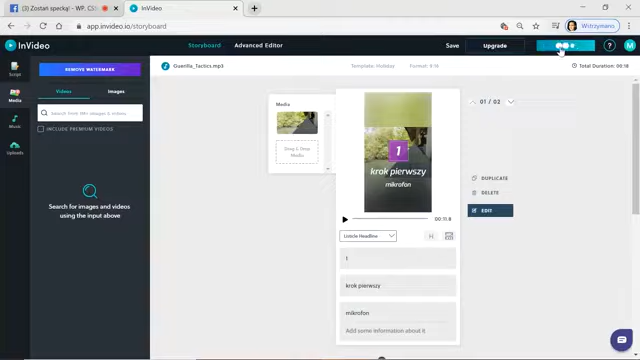 (3) Zostań specką! - WP, CSS
InVideo
app.invideo.io/storyboard
Wstrzymano
InVideo
Storyboard
Advanced Editor
Save
Upgrade
M
Script
Media
Music
Uploads
REMOVE WATERMARK
Videos
Images
Search from 1M+ images & videos
INCLUDE PREMIUM VIDEOS
Search for images and videos
using the input above
Guerilla_Tactics.mp3
Template: Holiday
Format: 9:16
Total Duration: 00:18
Media
Drag & Drop
Media
1
krok pierwszy
mikrofon
01 / 02
DUPLICATE
DELETE
EDIT
00:11.8
Listicle Headline
H
1
krok pierwszy
mikrofon
Add some information about it